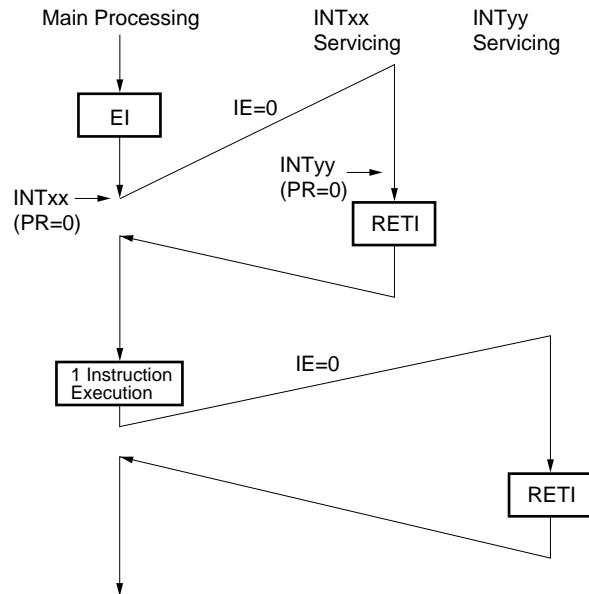 Main Processing
INTxx
Servicing
INTyy
Servicing
EI
IE=0
INTxx
(PR=0)
INTyy
(PR=0)
RETI
1 Instruction
Execution
IE=0
RETI